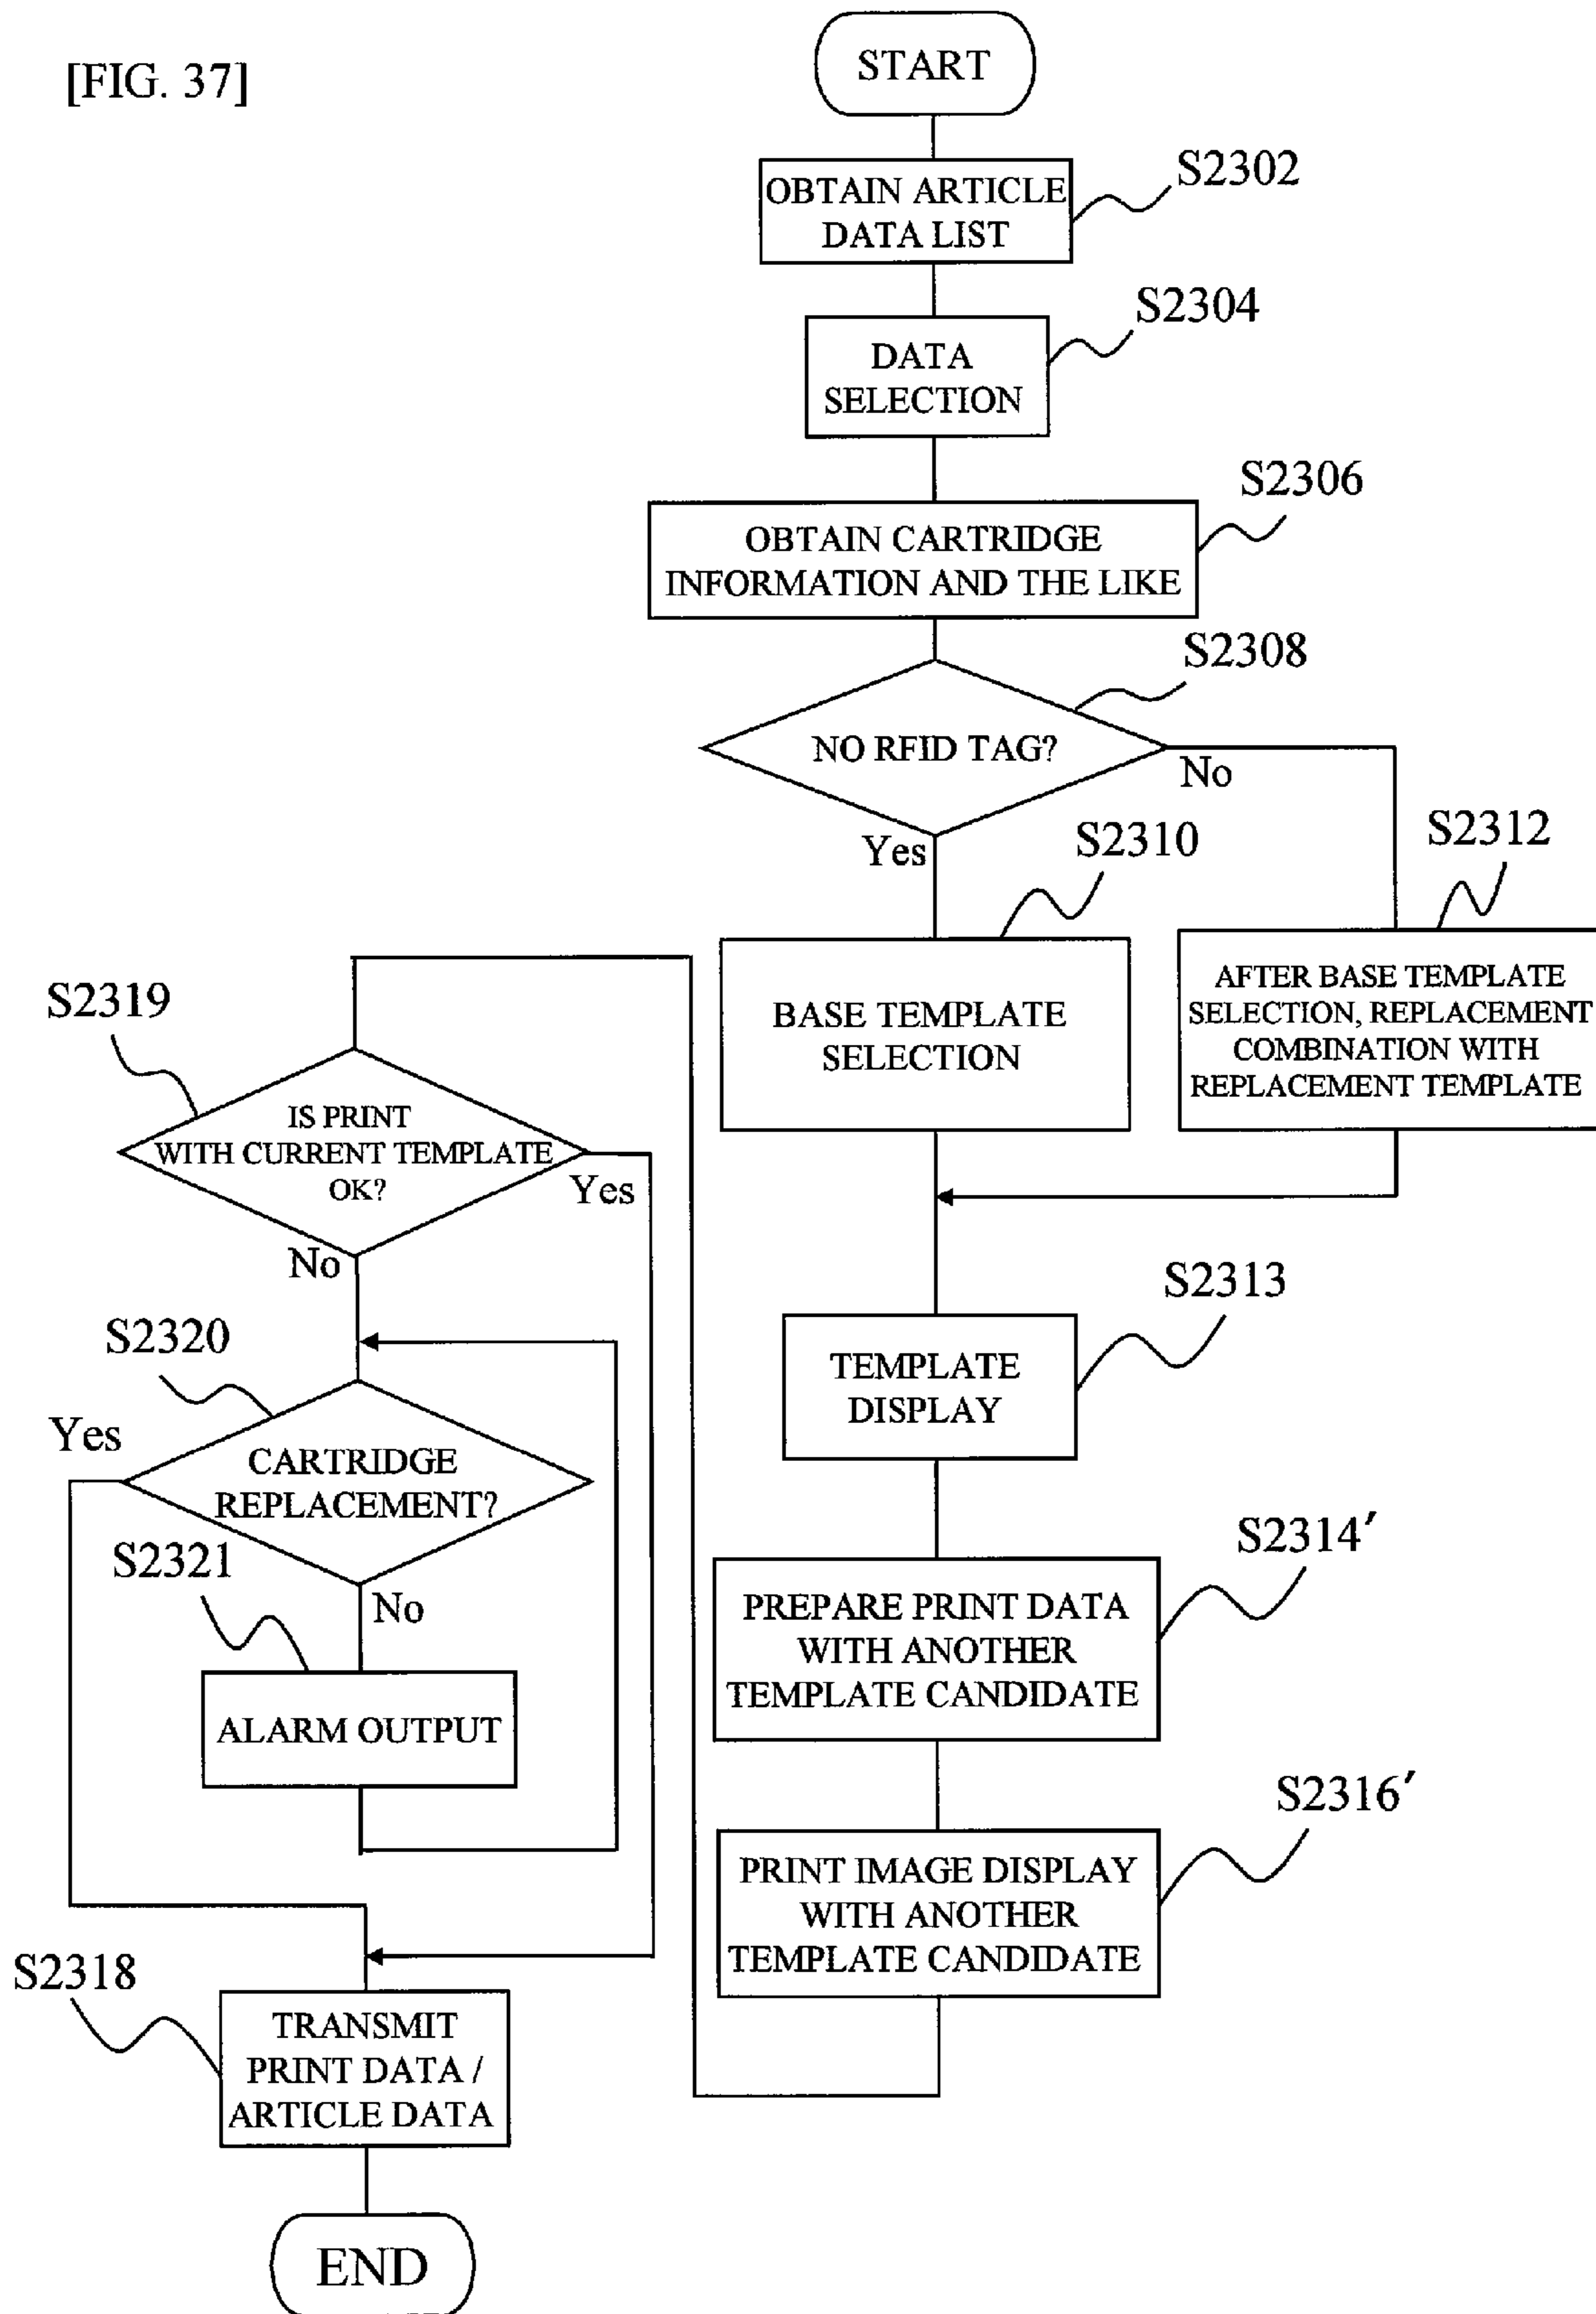 [FIG. 37]
START
S2302
OBTAIN ARTICLE
DATA LIST
S2304
DATA
SELECTION
S2306
OBTAIN CARTRIDGE
INFORMATION AND THE LIKE
S2308
NO RFID TAG?
No
Yes
S2310
S2312
BASE TEMPLATE
SELECTION
AFTER BASE TEMPLATE
SELECTION, REPLACEMENT
COMBINATION WITH
REPLACEMENT TEMPLATE
S2313
TEMPLATE
DISPLAY
S2314′
PREPARE PRINT DATA
WITH ANOTHER
TEMPLATE CANDIDATE
S2316′
PRINT IMAGE DISPLAY
WITH ANOTHER
TEMPLATE CANDIDATE
S2319
IS PRINT
WITH CURRENT TEMPLATE
OK?
Yes
No
S2320
Yes
CARTRIDGE
REPLACEMENT?
S2321
No
ALARM OUTPUT
S2318
TRANSMIT
PRINT DATA /
ARTICLE DATA
END